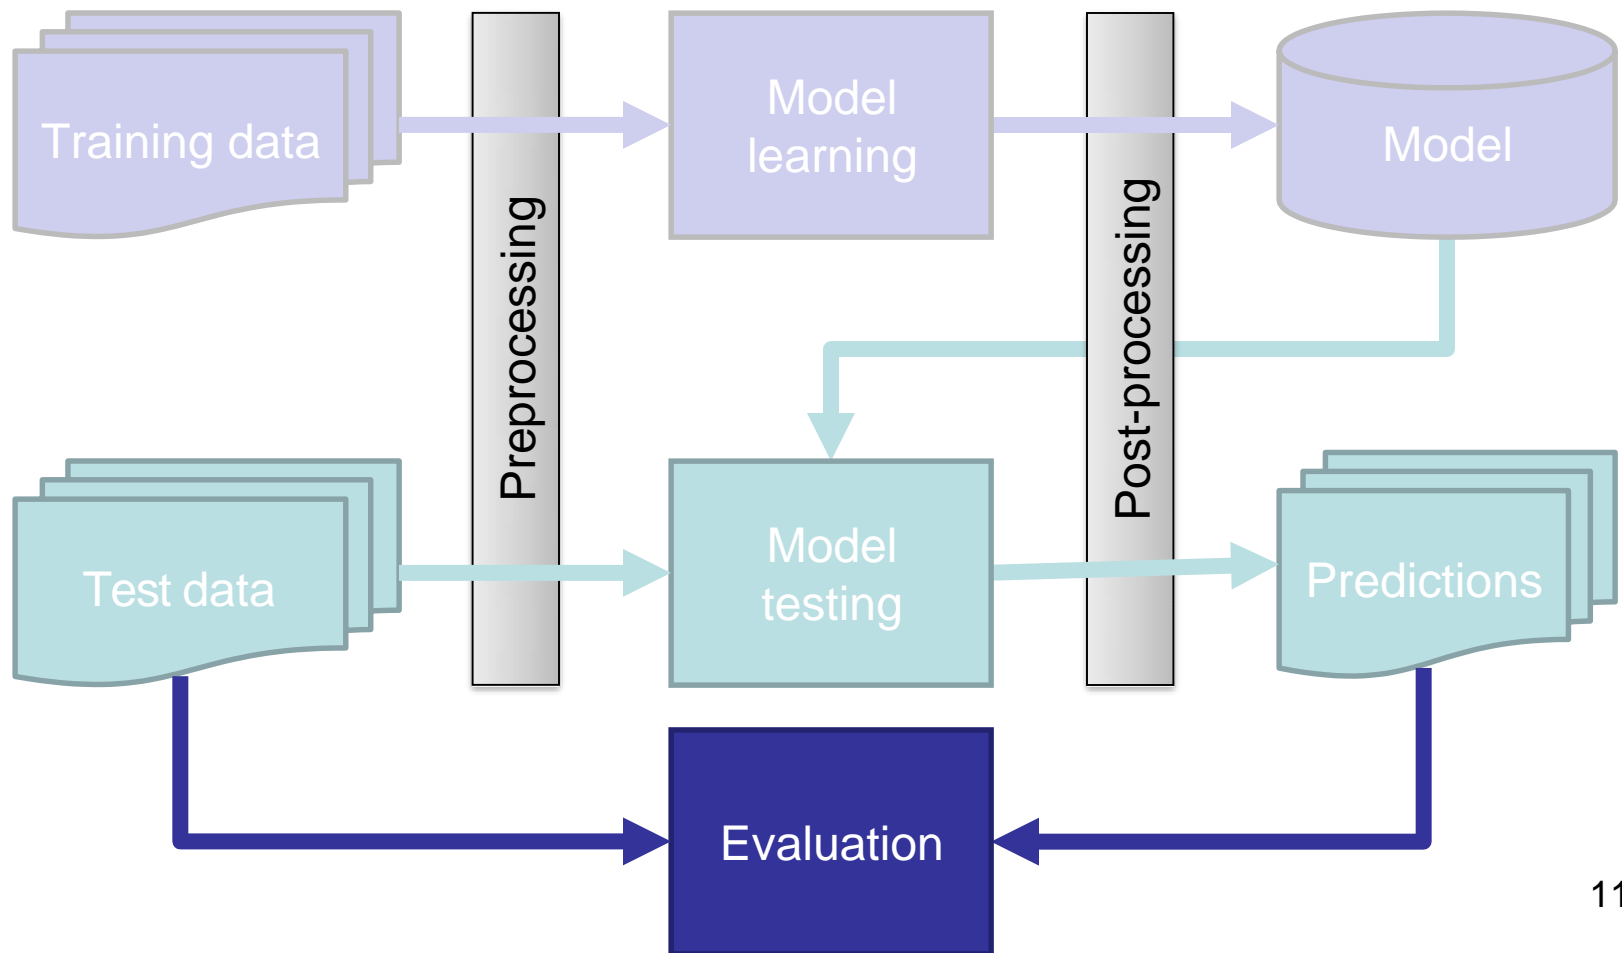 Training data
Model
learning
Model
Preprocessing
Post-processing
Test data
Model
testing
Predictions
Evaluation
11